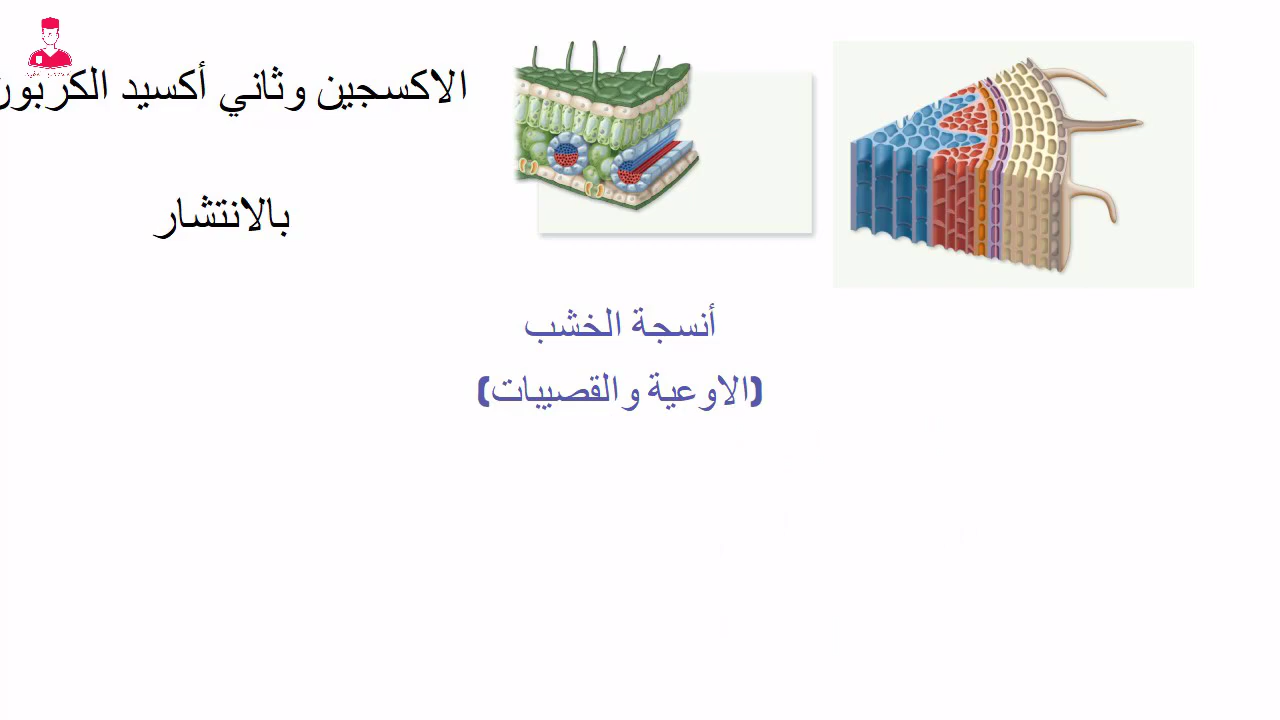 الاكسجين وثاني أكسيد الكربون
بالانتشار
أنسجة الخشب
(الاوعية والقصيبات)